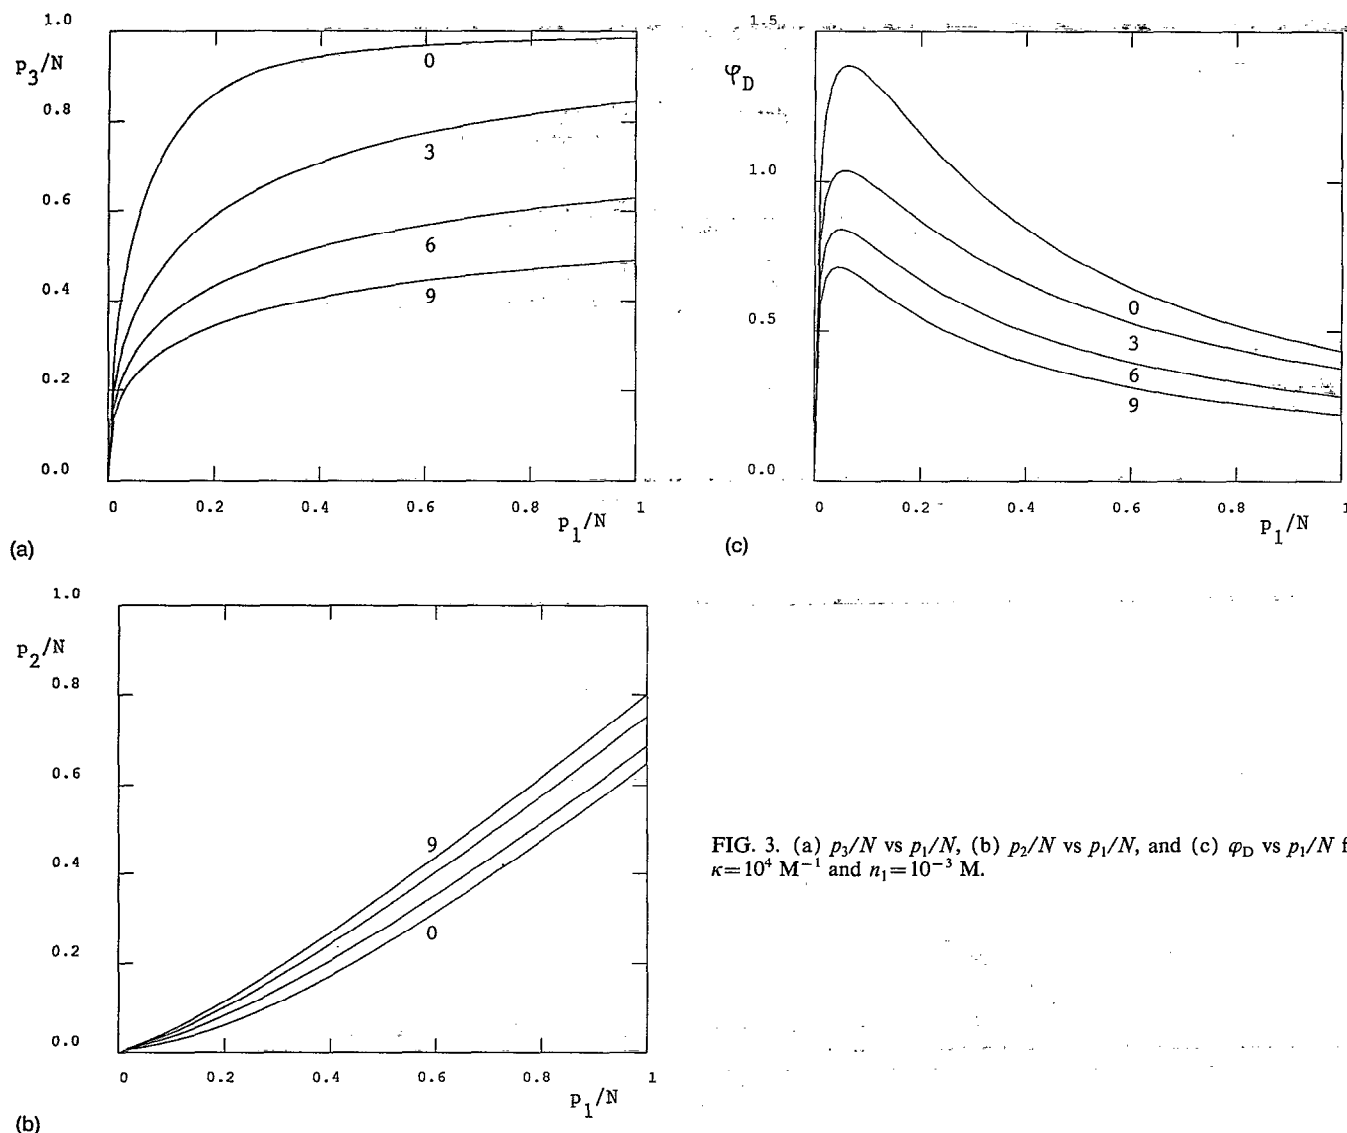 1.0
p3/N
0.8
0.6
0.4
0.2
0.0
0
3
6
9
0 0.2 0.4 0.6 0.8 1
p1/N
(a)
1.5
φD
1.0
0.5
0.0
0
3
6
9
0 0.2 0.4 0.6 0.8 1
p1/N
(c)
1.0
p2/N
0.8
0.6
0.4
0.2
0.0
9
0
0 0.2 0.4 0.6 0.8 1
p1/N
(b)
FIG. 3. (a) p3/N vs p1/N, (b) p2/N vs p1/N, and (c) φD vs p1/N f
κ=10⁴ M⁻¹ and n1=10⁻³ M.